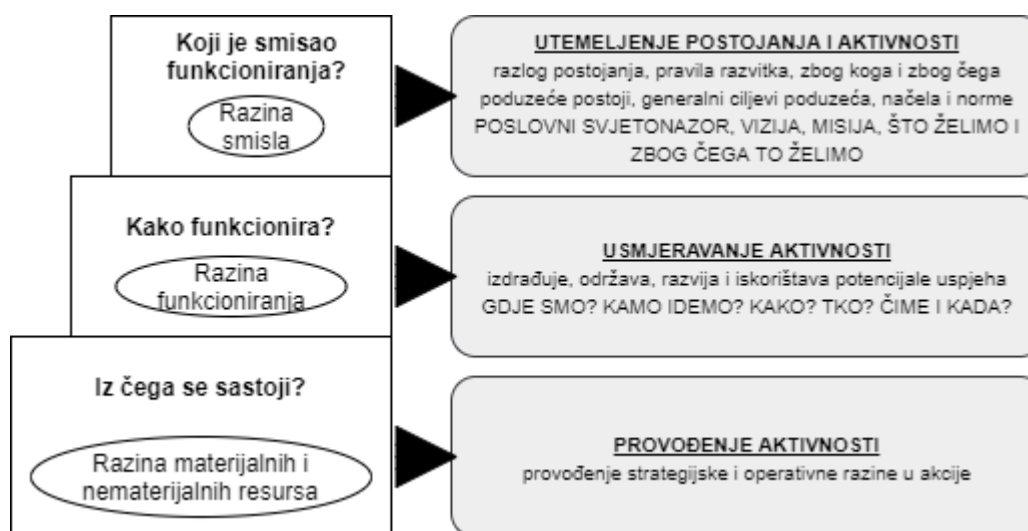 Koji je smisao
funkcioniranja?
Razina
smisla
UTEMELJENJE POSTOJANJA I AKTIVNOSTI
razlog postojanja, pravila razvitka, zbog koga i zbog čega
poduzeće postoji, generalni ciljevi poduzeća, načela i norme
POSLOVNI SVJETONAZOR, VIZIJA, MISIJA, ŠTO ŽELIMO I
ZBOG ČEGA TO ŽELIMO
Kako funkcionira?
Razina
funkcioniranja
USMJERAVANJE AKTIVNOSTI
izdrađuje, održava, razvija i iskorištava potencijale uspjeha
GDJE SMO? KAMO IDEMO? KAKO? TKO? ČIME I KADA?
Iz čega se sastoji?
Razina materijalnih i
nematerijalnih resursa
PROVOĐENJE AKTIVNOSTI
provođenje strategijske i operativne razine u akcije